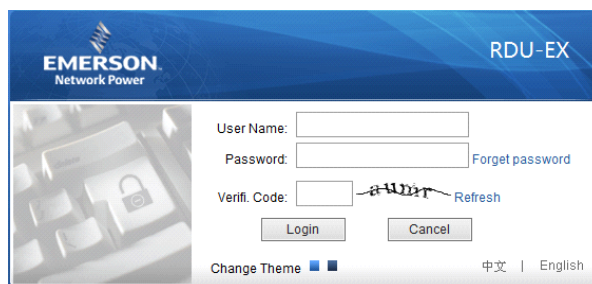 EMERSON
Network Power
RDU-EX
User Name:
Password: Forget password
Verifi. Code: Refresh
Login Cancel
Change Theme 中文 | English